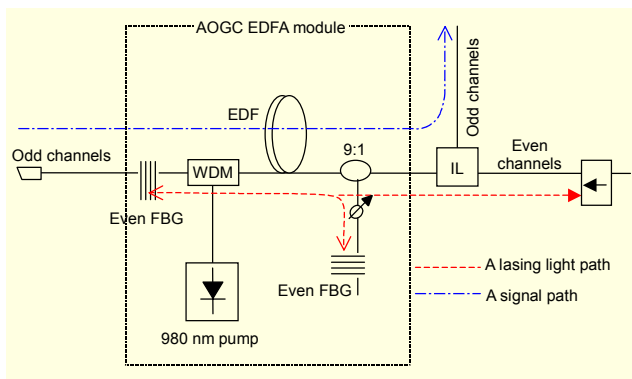 AOGC EDFA module
EDF
Odd channels
Odd channels
9:1
Even
channels
WDM
IL
Even FBG
Even FBG
980 nm pump
A lasing light path
A signal path